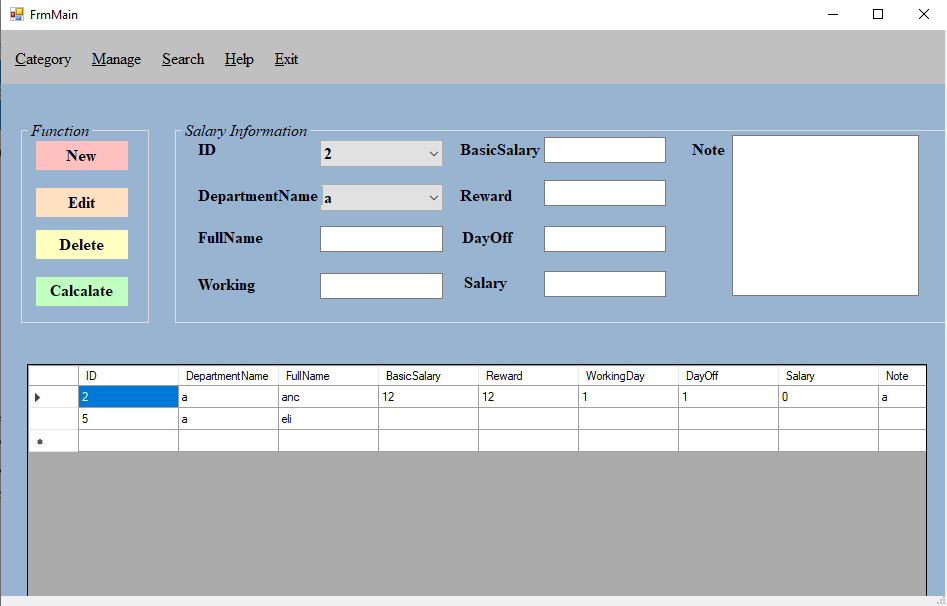 FrmMain
Category Manage Search Help Exit
Function
New
Edit
Delete
Calcalate
Salary Information
ID 2 BasicSalary Note
DepartmentName a Reward
FullName DayOff
Working Salary
ID DepartmentName FullName BasicSalary Reward WorkingDay DayOff Salary Note
2 a anc 12 12 1 1 0 a
5 a eli